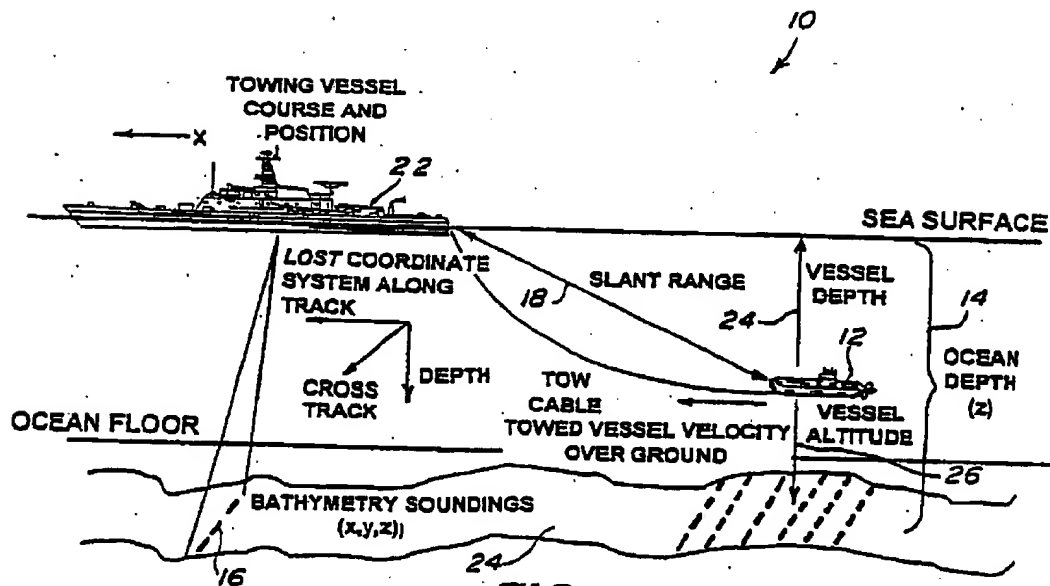 10
TOWING VESSEL
COURSE AND
POSITION
X
22
SEA SURFACE
LOST COORDINATE
SYSTEM ALONG
TRACK
SLANT RANGE
18
VESSEL
DEPTH
24
14
12
OCEAN
DEPTH
(z)
CROSS
TRACK
DEPTH
TOW
CABLE
TOWED VESSEL VELOCITY
OVER GROUND
VESSEL
ALTITUDE
OCEAN FLOOR
26
BATHYMETRY SOUNDINGS
(x,y,z))
16
24